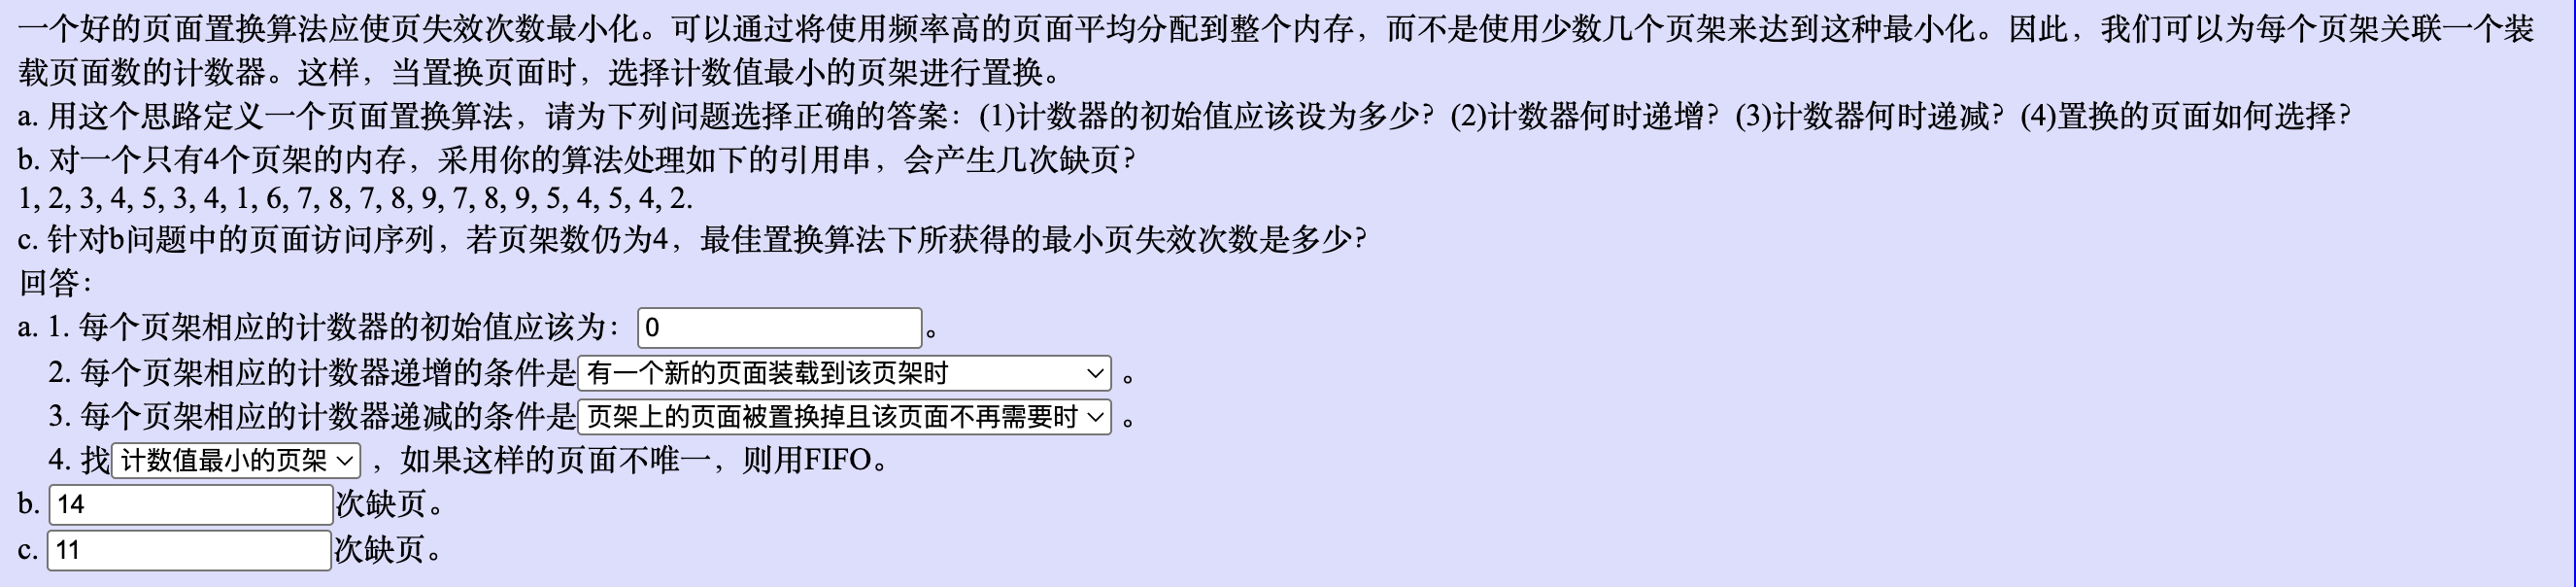 一个好的页面置换算法应使页失效次数最小化。可以通过将使用频率高的页面平均分配到整个内存，而不是使用少数几个页架来达到这种最小化。因此，我们可以为每个页架关联一个装
载页面数的计数器。这样，当置换页面时，选择计数值最小的页架进行置换。
a. 用这个思路定义一个页面置换算法，请为下列问题选择正确的答案：(1)计数器的初始值应该设为多少？(2)计数器何时递增？(3)计数器何时递减？(4)置换的页面如何选择？
b. 对一个只有4个页架的内存，采用你的算法处理如下的引用串，会产生几次缺页？
1, 2, 3, 4, 5, 3, 4, 1, 6, 7, 8, 7, 8, 9, 7, 8, 9, 5, 4, 5, 4, 2.
c. 针对b问题中的页面访问序列，若页架数仍为4，最佳置换算法下所获得的最小页失效次数是多少？
回答：
a. 1. 每个页架相应的计数器的初始值应该为：0。
2. 每个页架相应的计数器递增的条件是有一个新的页面装载到该页架时。
3. 每个页架相应的计数器递减的条件是页架上的页面被置换掉且该页面不再需要时。
4. 找计数值最小的页架，如果这样的页面不唯一，则用FIFO。
b. 14次缺页。
c. 11次缺页。